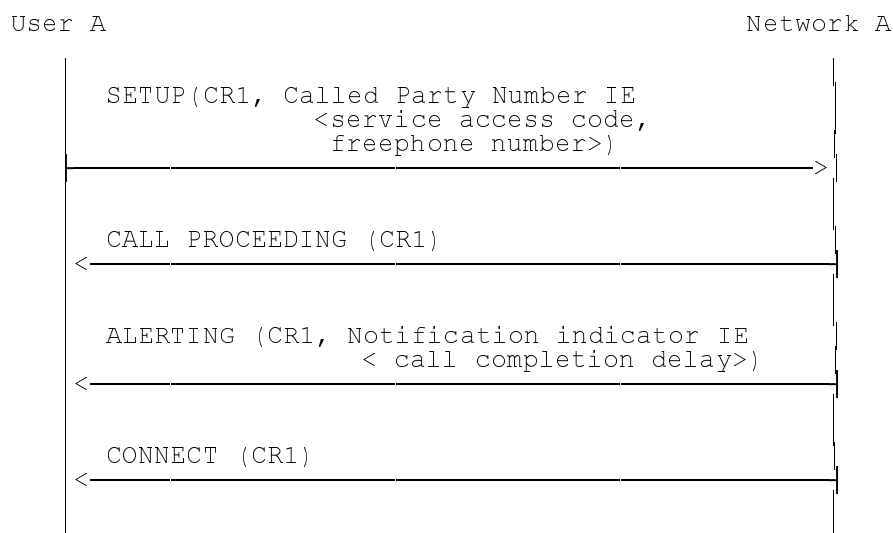 User A Network A
SETUP(CR1, Called Party Number IE
<service access code,
freephone number>)
CALL PROCEEDING (CR1)
ALERTING (CR1, Notification indicator IE
< call completion delay>)
CONNECT (CR1)